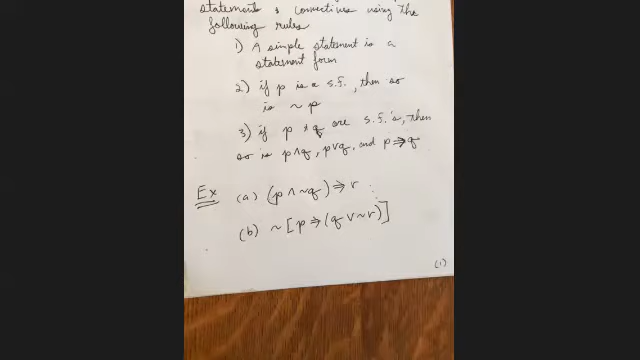 statements & connectives using the
following rules
1) A simple statement is a
statement form
2) if p is a s.f., then so
is ~ p
3) if p & q are s.f.'s, then
so is p∧q, p∨q, and p ⇒ q
Ex (a) (p ∧ ~q) ⇒ r
(b) ~ [p ⇒ (q ∨ ~r)]
(1)